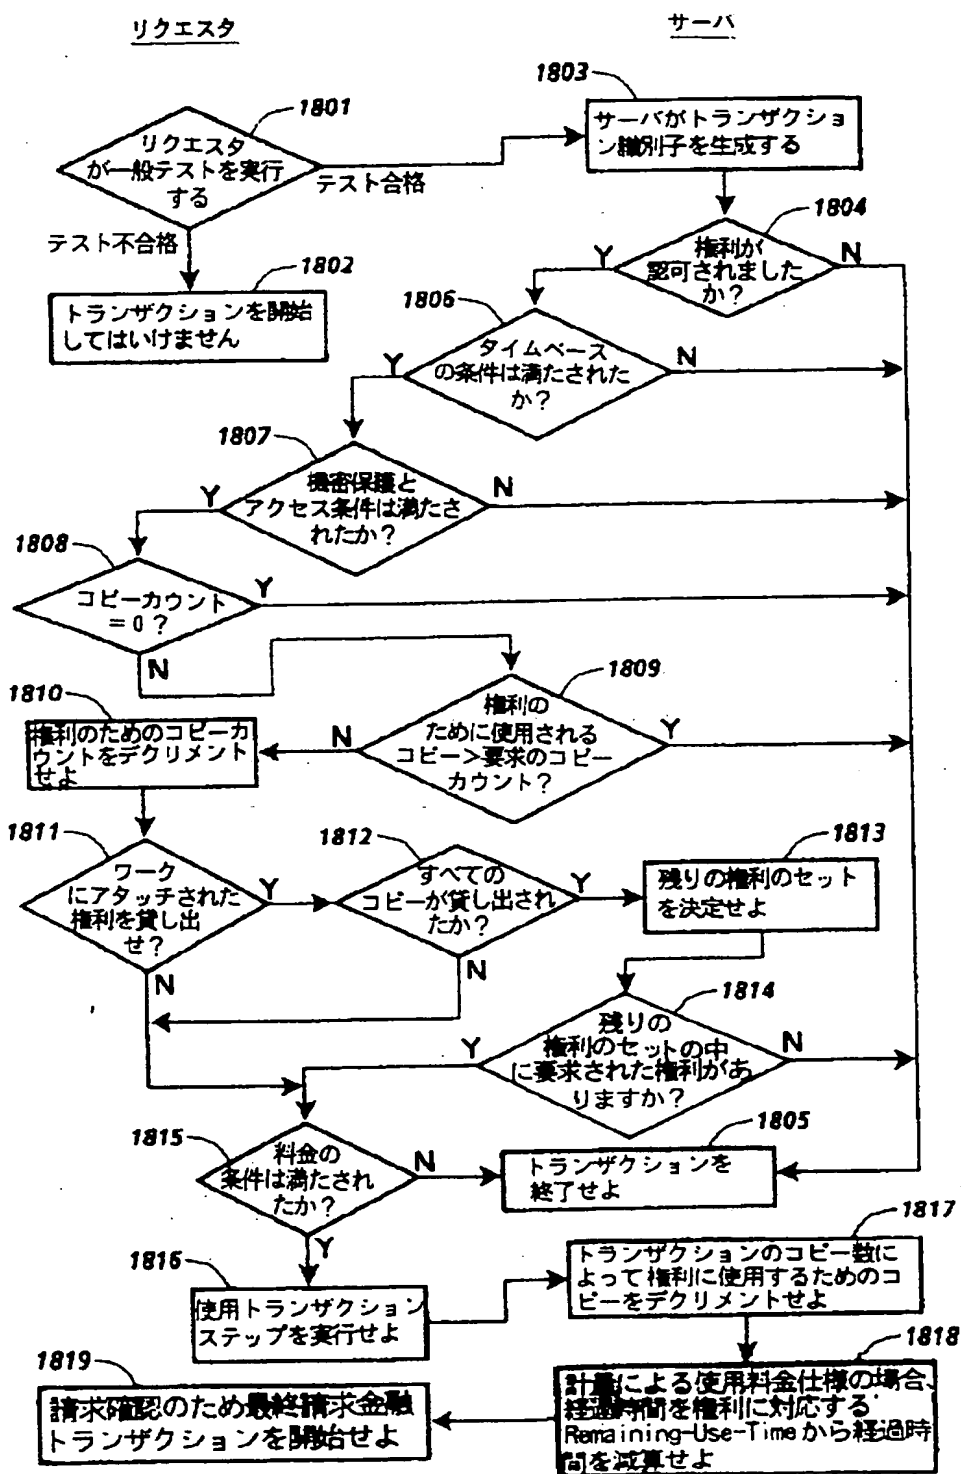 リクエスタ
サーバ
1801
リクエスタ
が一般テストを実行
する
テスト合格
テスト不合格
1802
トランザクションを開始
してはいけません
1803
サーバがトランザクショ
ン識別子を生成する
1804
権利が
認可されました
か?
Y
N
1806
タイムベース
の条件は満たされた
か?
Y
N
1807
機密保護と
アクセス条件は満たさ
れたか?
Y
N
1808
コピーカウント
=0?
Y
N
1809
権利の
ために使用される
コピー>要求のコピー
カウント?
N
Y
1810
権利のためのコピーカ
ウントをデクリメント
せよ
1811
ワーク
にアタッチされた
権利を貸し出
せ?
Y
N
1812
すべての
コピーが貸し出され
たか?
Y
N
1813
残りの権利のセット
を決定せよ
1814
残りの
権利のセットの中
に要求された権利があ
りますか?
Y
N
1815
料金の
条件は満たされ
たか?
N
Y
1805
トランザクションを
終了せよ
1816
使用トランザクション
ステップを実行せよ
1817
トランザクションのコピー数に
よって権利に使用するためのコ
ピーをデクリメントせよ
1818
計量による使用料金仕様の場合、
経過時間を権利に対応する
Remaining-Use-Timeから経過時
間を減算せよ
1819
請求確認のため最終請求金融
トランザクションを開始せよ